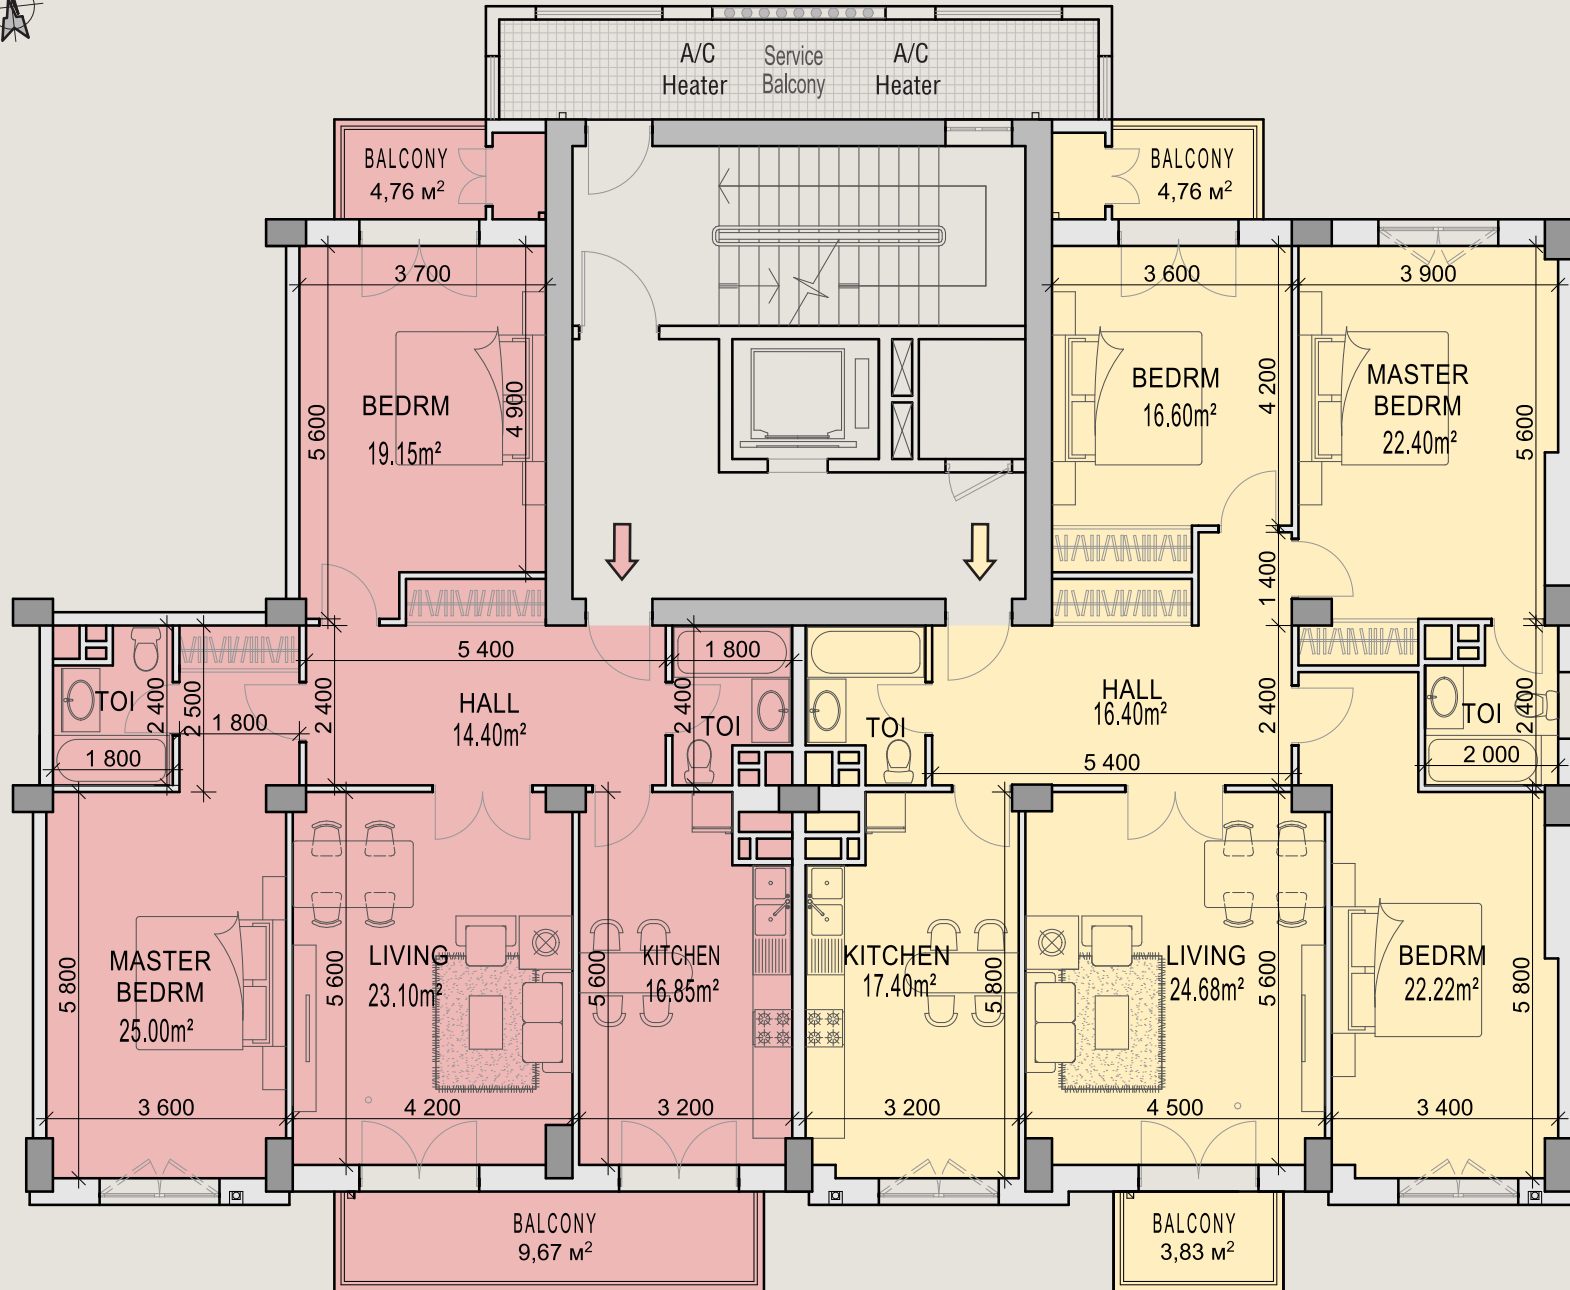 A/C
Heater
Service
Balcony
A/C
Heater
BALCONY
4,76 м²
BALCONY
4,76 м²
3 700
3 600
3 900
BEDRM
19.15m²
5 600
4 900
BEDRM
16.60m²
4 200
MASTER
BEDRM
22.40m²
5 600
1 400
5 400
1 800
TOI
2 400
2 500
1 800
1 800
2 400
HALL
14.40m²
2 400
TOI
TOI
HALL
16.40m²
2 400
5 400
TOI
2 400
2 000
MASTER
BEDRM
25.00m²
5 800
LIVING
23.10m²
5 600
KITCHEN
16.85m²
5 600
KITCHEN
17.40m²
5 800
LIVING
24.68m²
5 600
BEDRM
22.22m²
5 800
3 600
4 200
3 200
3 200
4 500
3 400
BALCONY
9,67 м²
BALCONY
3,83 м²